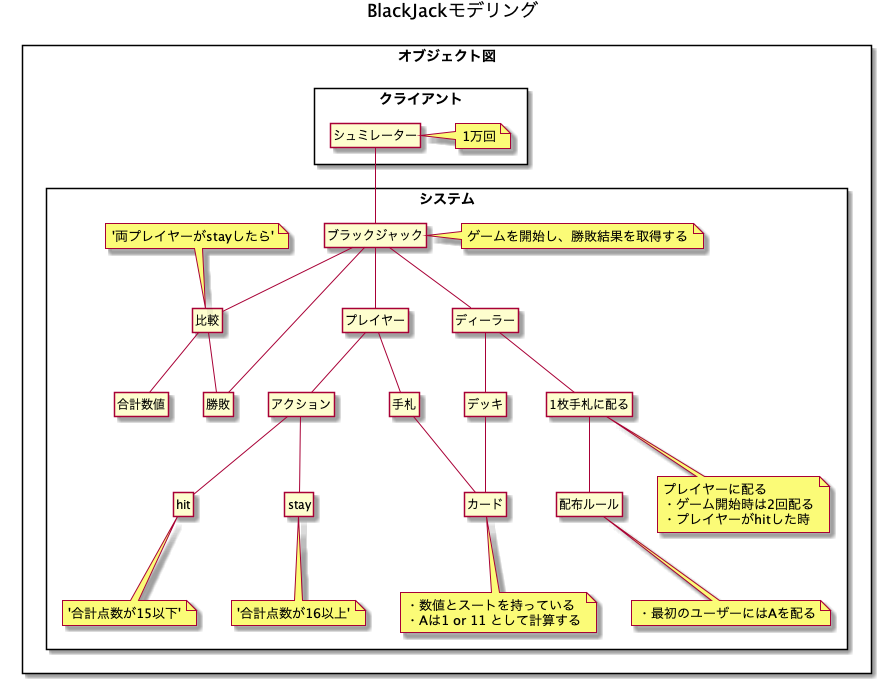 BlackJackモデリング
オブジェクト図
クライアント
シュミレーター
1万回
システム
'両プレイヤーがstayしたら'
ブラックジャック
ゲームを開始し、勝敗結果を取得する
比較
プレイヤー
ディーラー
合計数値
勝敗
アクション
手札
デッキ
1枚手札に配る
hit
stay
カード
配布ルール
プレイヤーに配る
・ゲーム開始時は2回配る
・プレイヤーがhitした時
'合計点数が15以下'
'合計点数が16以上'
・数値とスートを持っている
・Aは1 or 11 として計算する
・最初のユーザーにはAを配る